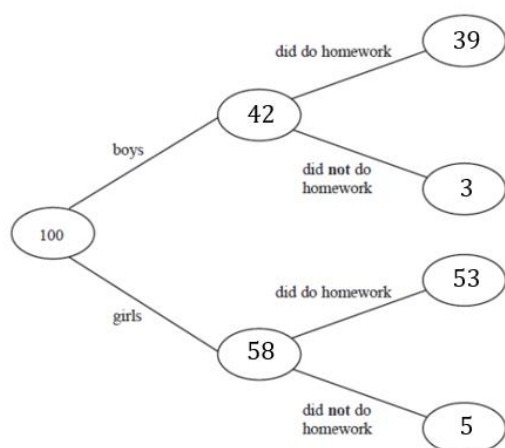 did do homework
39
42
boys
did not do
homework
3
100
did do homework
53
girls
58
did not do
homework
5